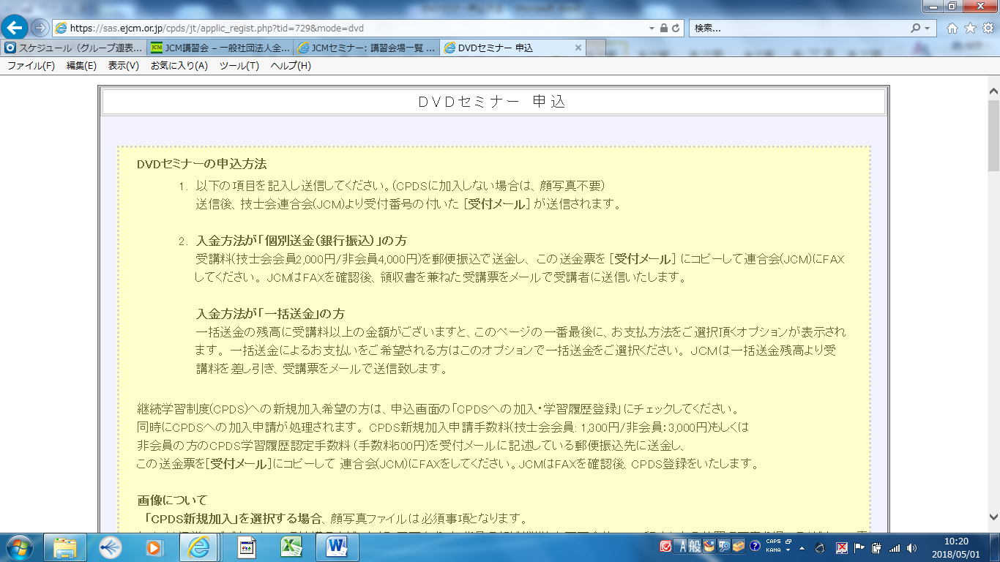 https://sas.ejcm.or.jp/cpds/jt/applic_regist.php?tid=729&mode=dvd
検索...
スケジュール（グループ週表...
JCM講習会 – 一般社団法人全...
JCMセミナー: 講習会場一覧 ...
DVDセミナー 申込
ファイル(F) 編集(E) 表示(V) お気に入り(A) ツール(T) ヘルプ(H)
ＤＶＤセミナー 申込
DVDセミナーの申込方法
1. 以下の項目を記入し送信してください。(CPDSに加入しない場合は、顔写真不要)
送信後、技士会連合会(JCM)より受付番号の付いた［受付メール］が送信されます。
2. 入金方法が「個別送金（銀行振込）」の方
受講料(技士会会員2,000円/非会員4,000円)を郵便振込で送金し、 この送金票を［受付メール］にコピーして連合会(JCM)にFAX
してください。 JCMはFAXを確認後、領収書を兼ねた受講票をメールで受講者に送信いたします。
入金方法が「一括送金」の方
一括送金の残高に受講料以上の金額がございますと、このページの一番最後に、お支払方法をご選択頂くオプションが表示され
ます。 一括送金によるお支払いをご希望される方はこのオプションで一括送金をご選択ください。 JCMは一括送金残高より受
講料を差し引き、受講票をメールで送信致します。
継続学習制度(CPDS)への新規加入希望の方は、申込画面の「CPDSへの加入・学習履歴登録」にチェックしてください。
同時にCPDSへの加入申請が処理されます。 CPDS新規加入申請手数料(技士会会員: 1,300円/非会員：3,000円)もしくは
非会員の方のCPDS学習履歴認定手数料（手数料500円)を受付メールに記述している郵便振込先に送金し、
この送金票を［受付メール］にコピーして 連合会(JCM)にFAXをしてください。JCMはFAXを確認後、CPDS登録をいたします。
画像について
「CPDS新規加入」を選択する場合、顔写真ファイルは必須事項となります。
A 般
CAPS
KANA
10:20
2018/05/01